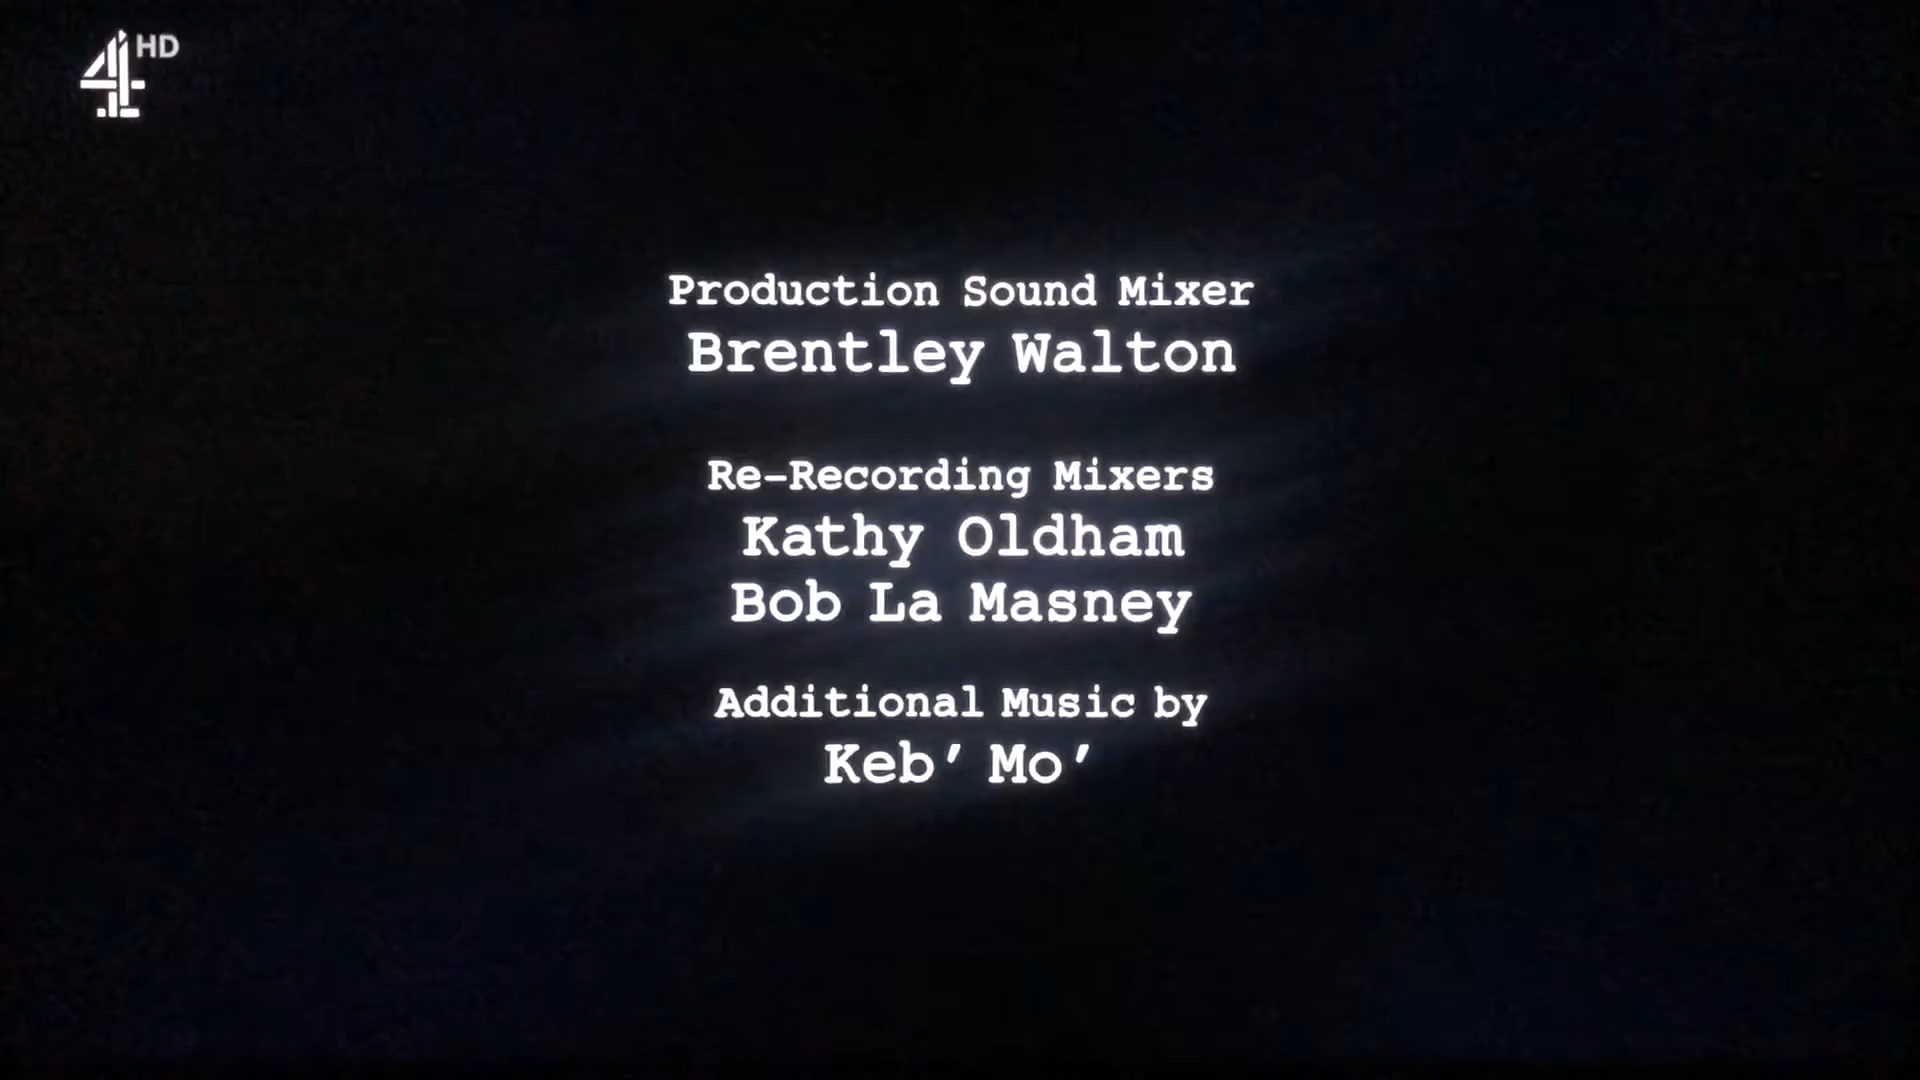 4 HD
Production Sound Mixer
Brentley Walton
Re-Recording Mixers
Kathy Oldham
Bob La Masney
Additional Music by
Keb' Mo'